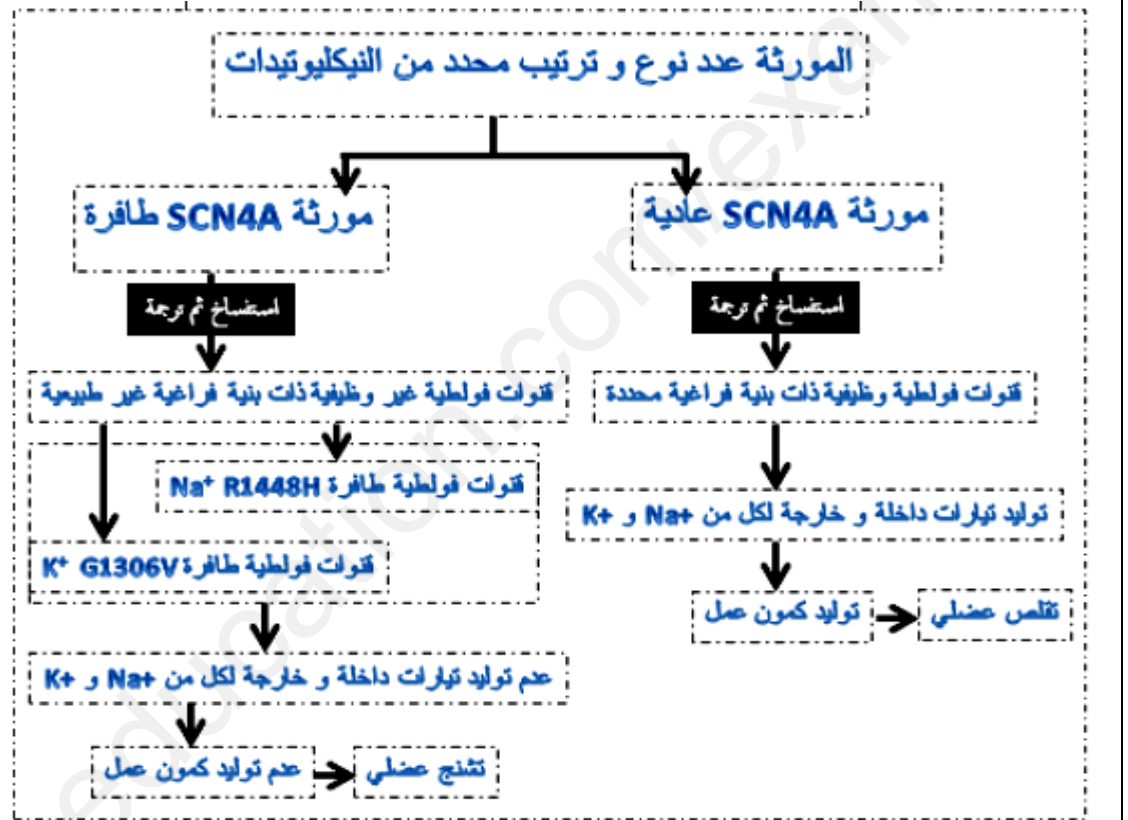 المورثة عدد نوع و ترتيب محدد من النيكليوتيدات
مورثة SCN4A عادية
مورثة SCN4A طافرة
استنساخ ثم ترجمة
استنساخ ثم ترجمة
قنوات فولطية وظيفية ذات بنية فراغية محددة
قنوات فولطية غير وظيفية ذات بنية فراغية غير طبيعية
قنوات فولطية طافرة Na⁺ R1448H
توليد تيارات داخلة و خارجة لكل من Na+ و K+
قنوات فولطية طافرة K⁺ G1306V
توليد كمون عمل
تقلص عضلي
عدم توليد تيارات داخلة و خارجة لكل من Na+ و K+
عدم توليد كمون عمل
تشنج عضلي
education.com/exam